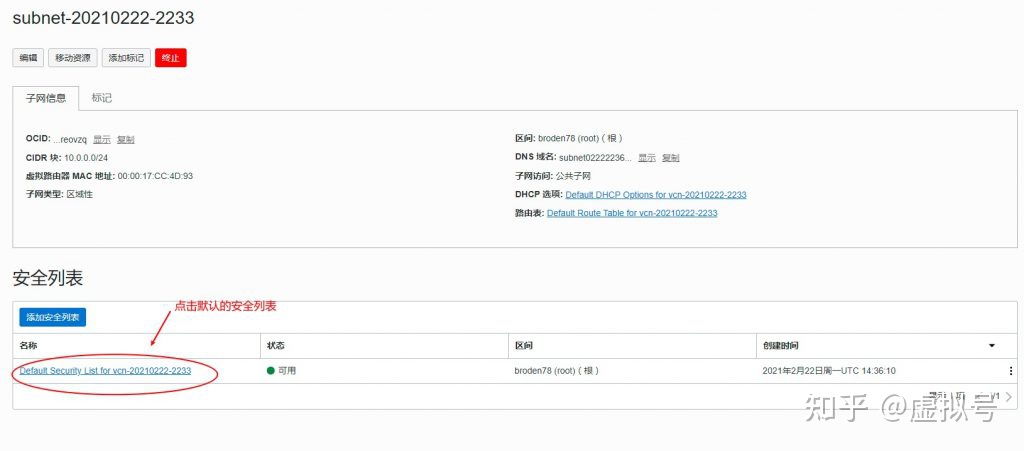 subnet-20210222-2233
编辑 移动资源 添加标记 终止
子网信息 标记
OCID: ...reovzq 显示 复制
CIDR 块: 10.0.0.0/24
虚拟路由器 MAC 地址: 00:00:17:CC:4D:93
子网类型: 区域性
区间: broden78 (root)（根）
DNS 域名: subnet02222236... 显示 复制
子网访问: 公共子网
DHCP 选项: Default DHCP Options for vcn-20210222-2233
路由表: Default Route Table for vcn-20210222-2233
安全列表
点击默认的安全列表
添加安全列表
名称 状态 区间 创建时间
Default Security List for vcn-20210222-2233 可用 broden78 (root)（根） 2021年2月22日周一UTC 14:36:10
知乎 @虚拟号